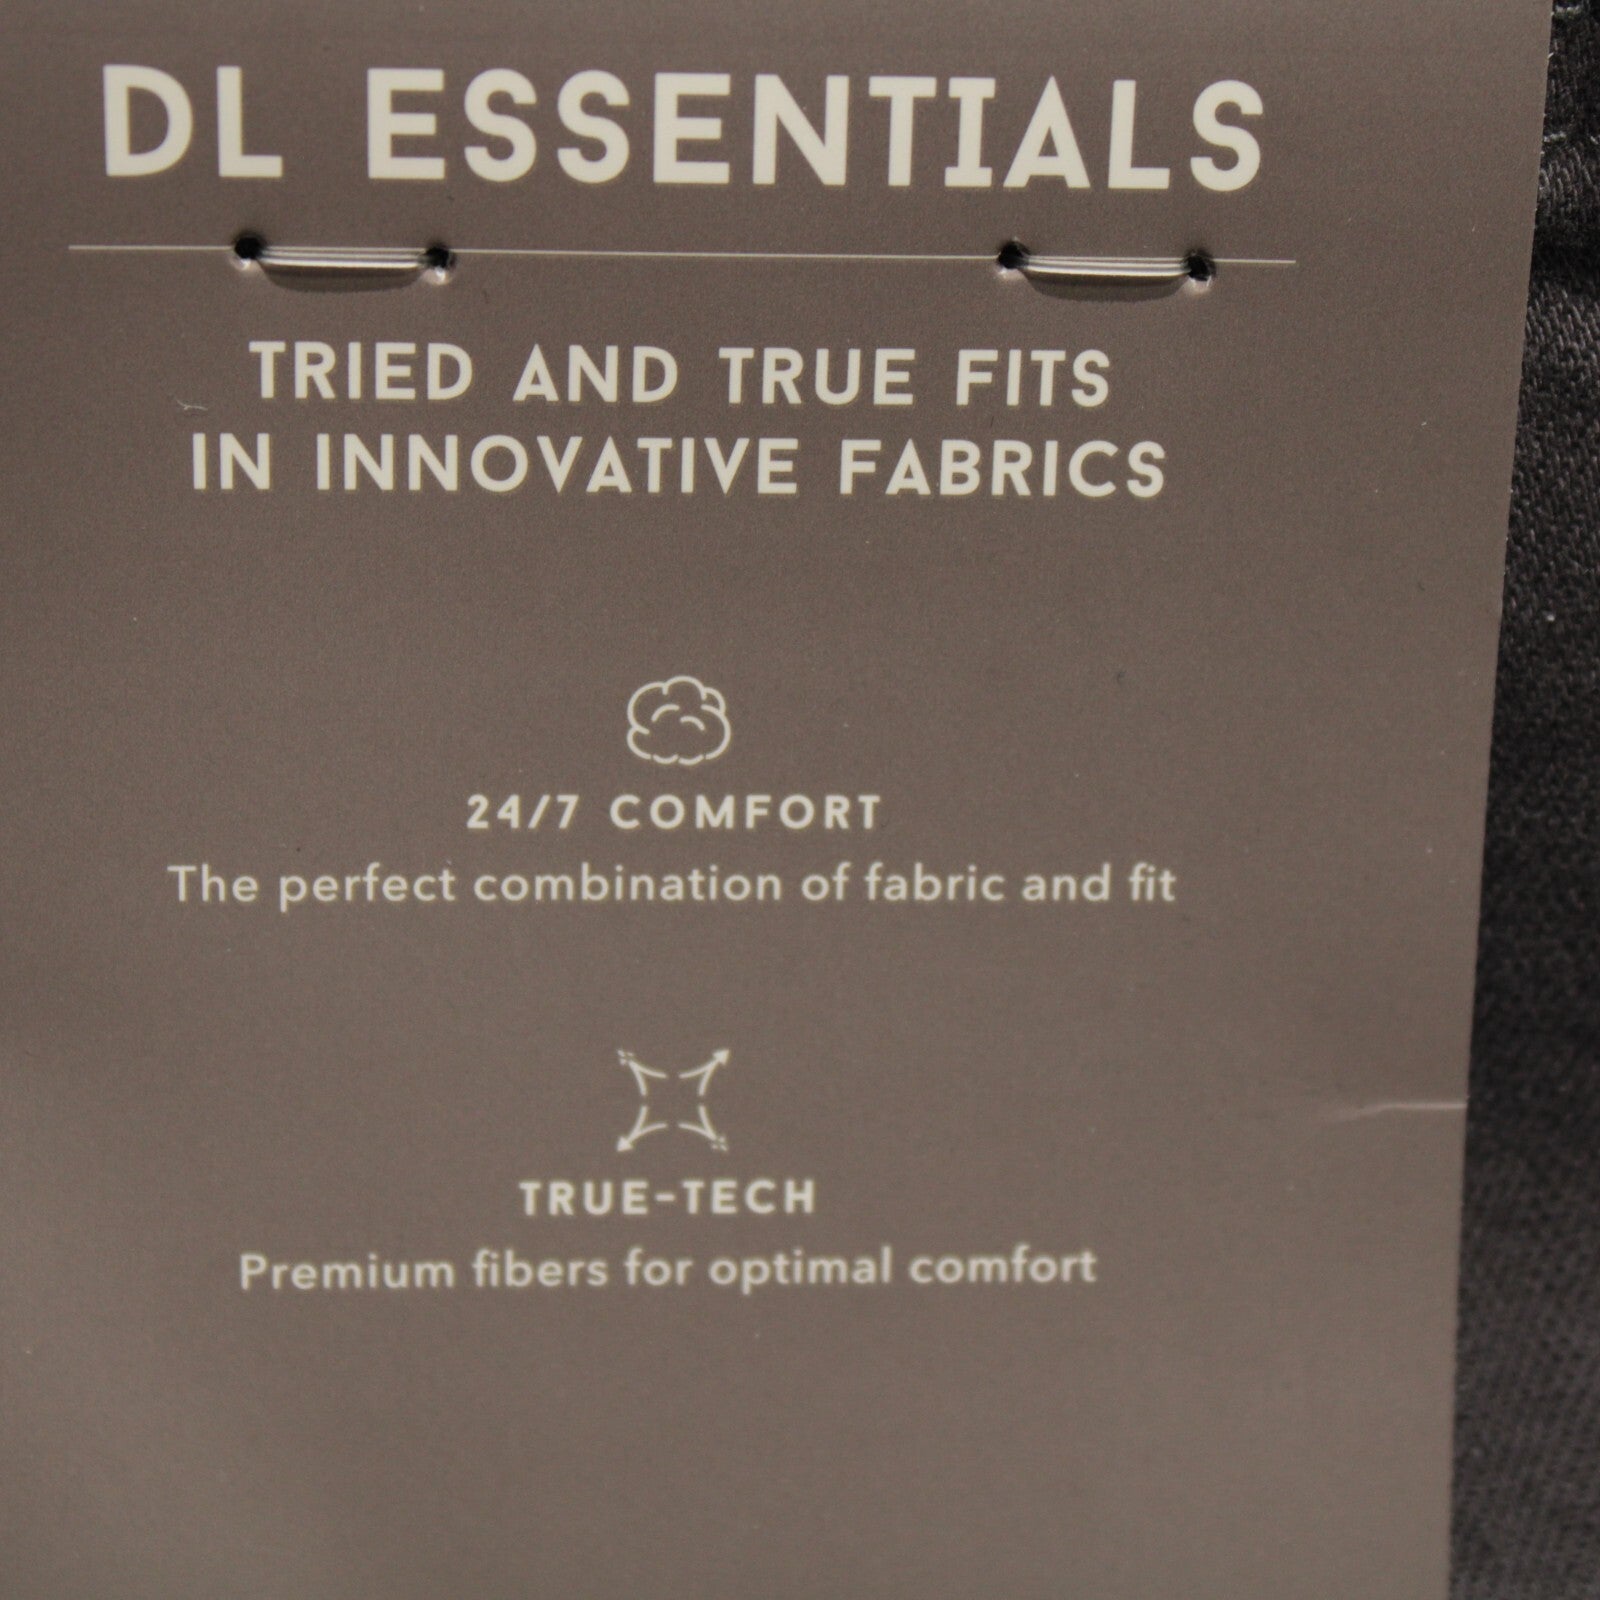 DL ESSENTIALS
TRIED AND TRUE FITS
IN INNOVATIVE FABRICS
24/7 COMFORT
The perfect combination of fabric and fit
TRUE-TECH
Premium fibers for optimal comfort